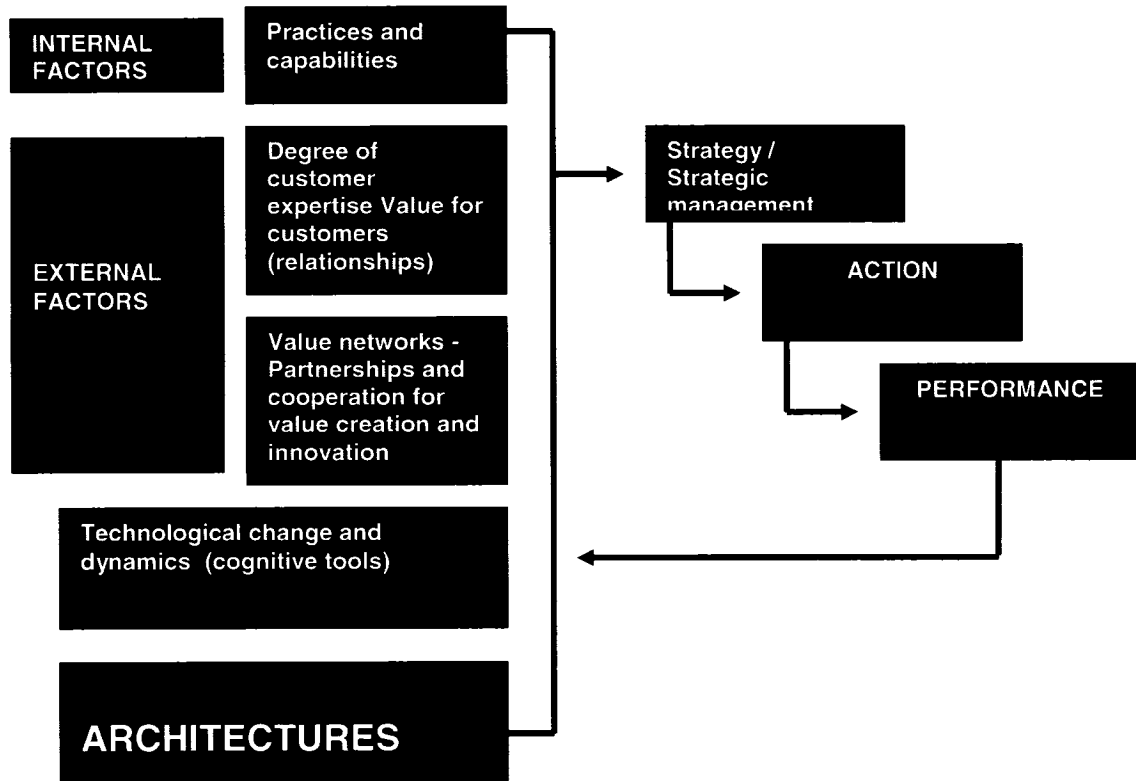 INTERNAL
FACTORS
Practices and
capabilities
EXTERNAL
FACTORS
Degree of
customer
expertise Value for
customers
(relationships)
Value networks -
Partnerships and
cooperation for
value creation and
innovation
Technological change and
dynamics (cognitive tools)
ARCHITECTURES
Strategy /
Strategic
management
ACTION
PERFORMANCE